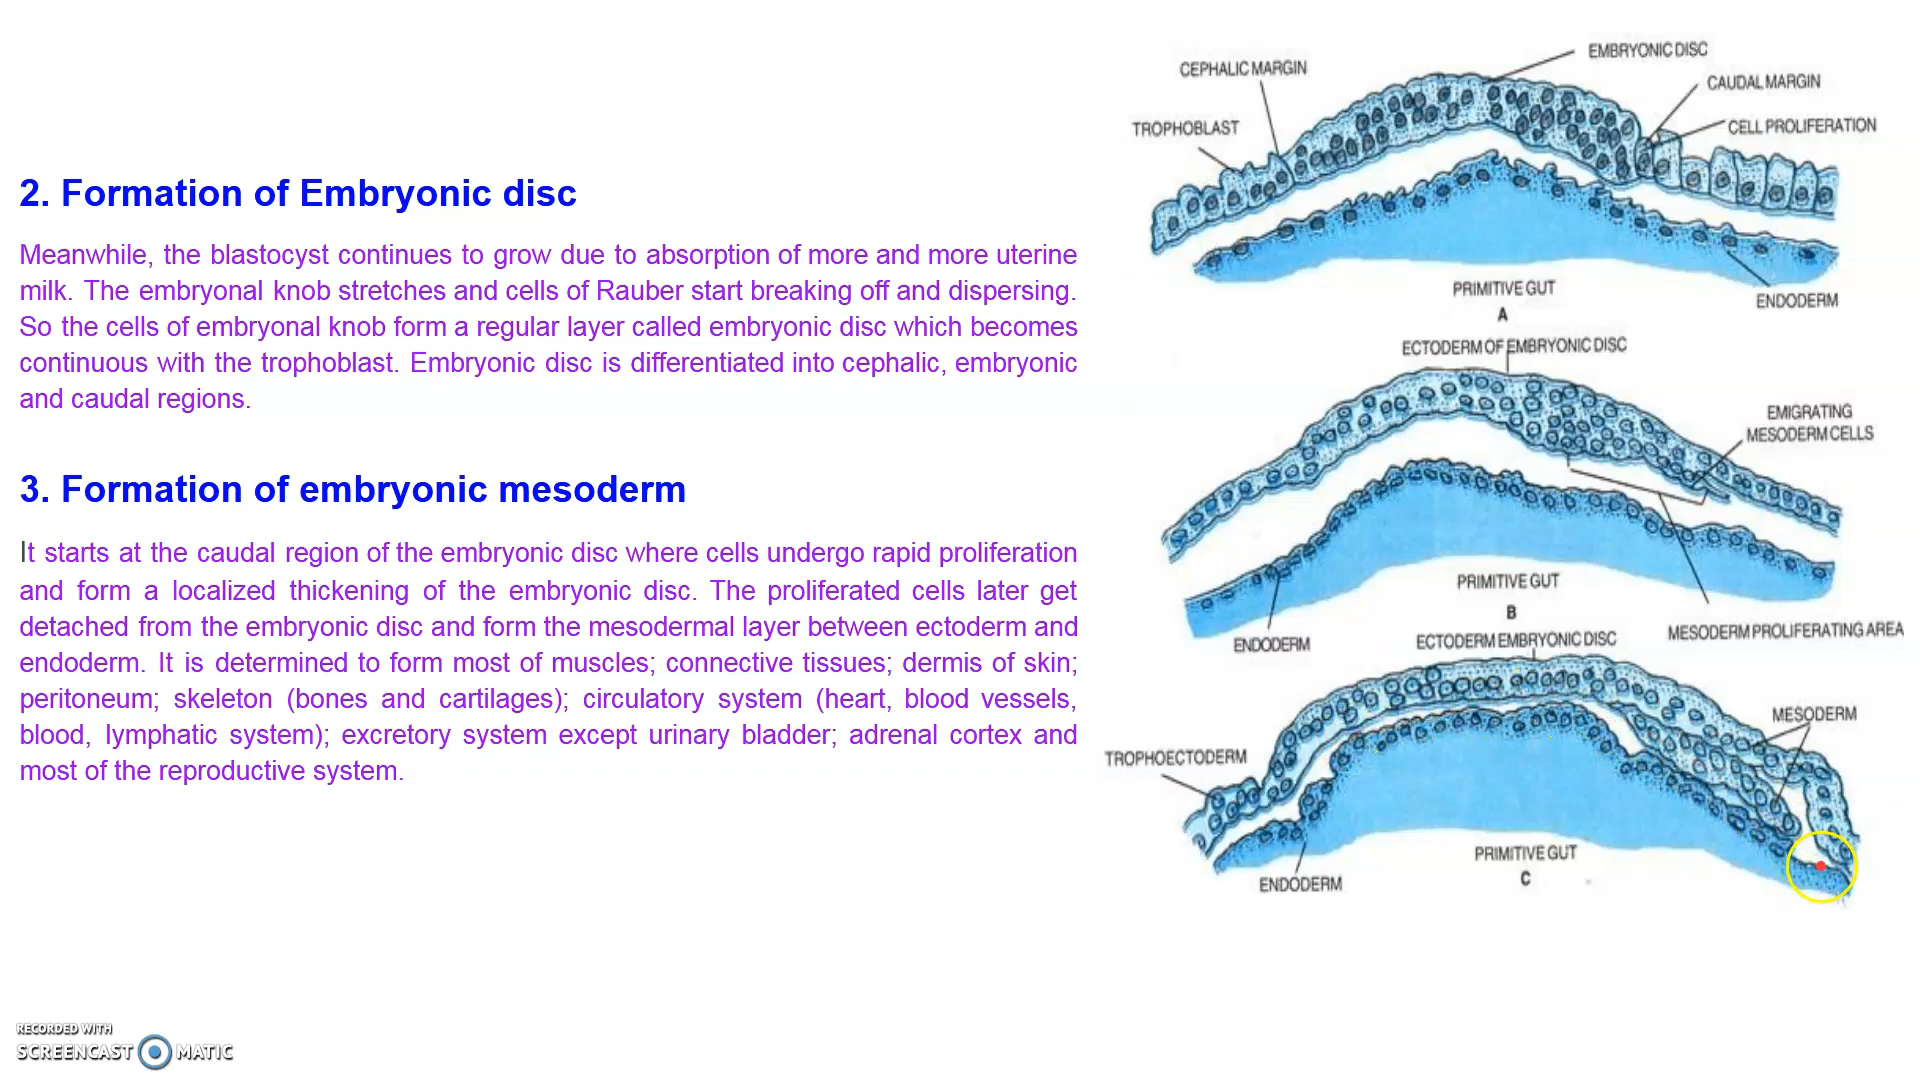 2. Formation of Embryonic disc
Meanwhile, the blastocyst continues to grow due to absorption of more and more uterine
milk. The embryonal knob stretches and cells of Rauber start breaking off and dispersing.
So the cells of embryonal knob form a regular layer called embryonic disc which becomes
continuous with the trophoblast. Embryonic disc is differentiated into cephalic, embryonic
and caudal regions.
3. Formation of embryonic mesoderm
It starts at the caudal region of the embryonic disc where cells undergo rapid proliferation
and form a localized thickening of the embryonic disc. The proliferated cells later get
detached from the embryonic disc and form the mesodermal layer between ectoderm and
endoderm. It is determined to form most of muscles; connective tissues; dermis of skin;
peritoneum; skeleton (bones and cartilages); circulatory system (heart, blood vessels,
blood, lymphatic system); excretory system except urinary bladder; adrenal cortex and
most of the reproductive system.
EMBRYONIC DISC
CEPHALIC MARGIN
CAUDAL MARGIN
TROPHOBLAST
CELL PROLIFERATION
PRIMITIVE GUT
ENDODERM
A
ECTODERM OF EMBRYONIC DISC
EMIGRATING
MESODERM CELLS
PRIMITIVE GUT
B
MESODERM PROLIFERATING AREA
ENDODERM
ECTODERM EMBRYONIC DISC
MESODERM
TROPHOECTODERM
PRIMITIVE GUT
C
ENDODERM
RECORDED WITH
SCREENCAST MATIC